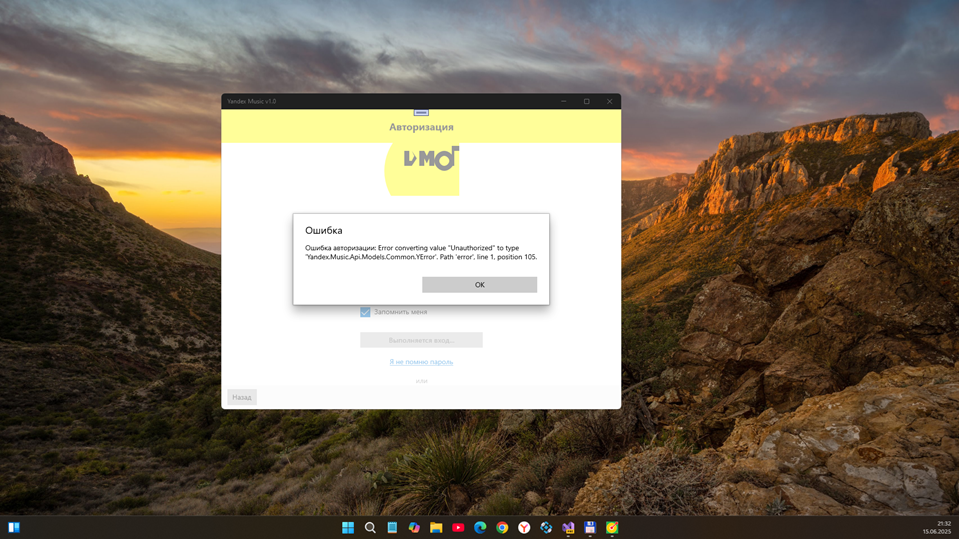 Yandex Music v1.0
Авторизация
Ошибка
Ошибка авторизации: Error converting value "Unauthorized" to type
'Yandex.Music.Api.Models.Common.YError'. Path 'error', line 1, position 105.
OK
Запомнить меня
Выполняется вход...
Я не помню пароль
или
Назад
21:32
15.06.2025